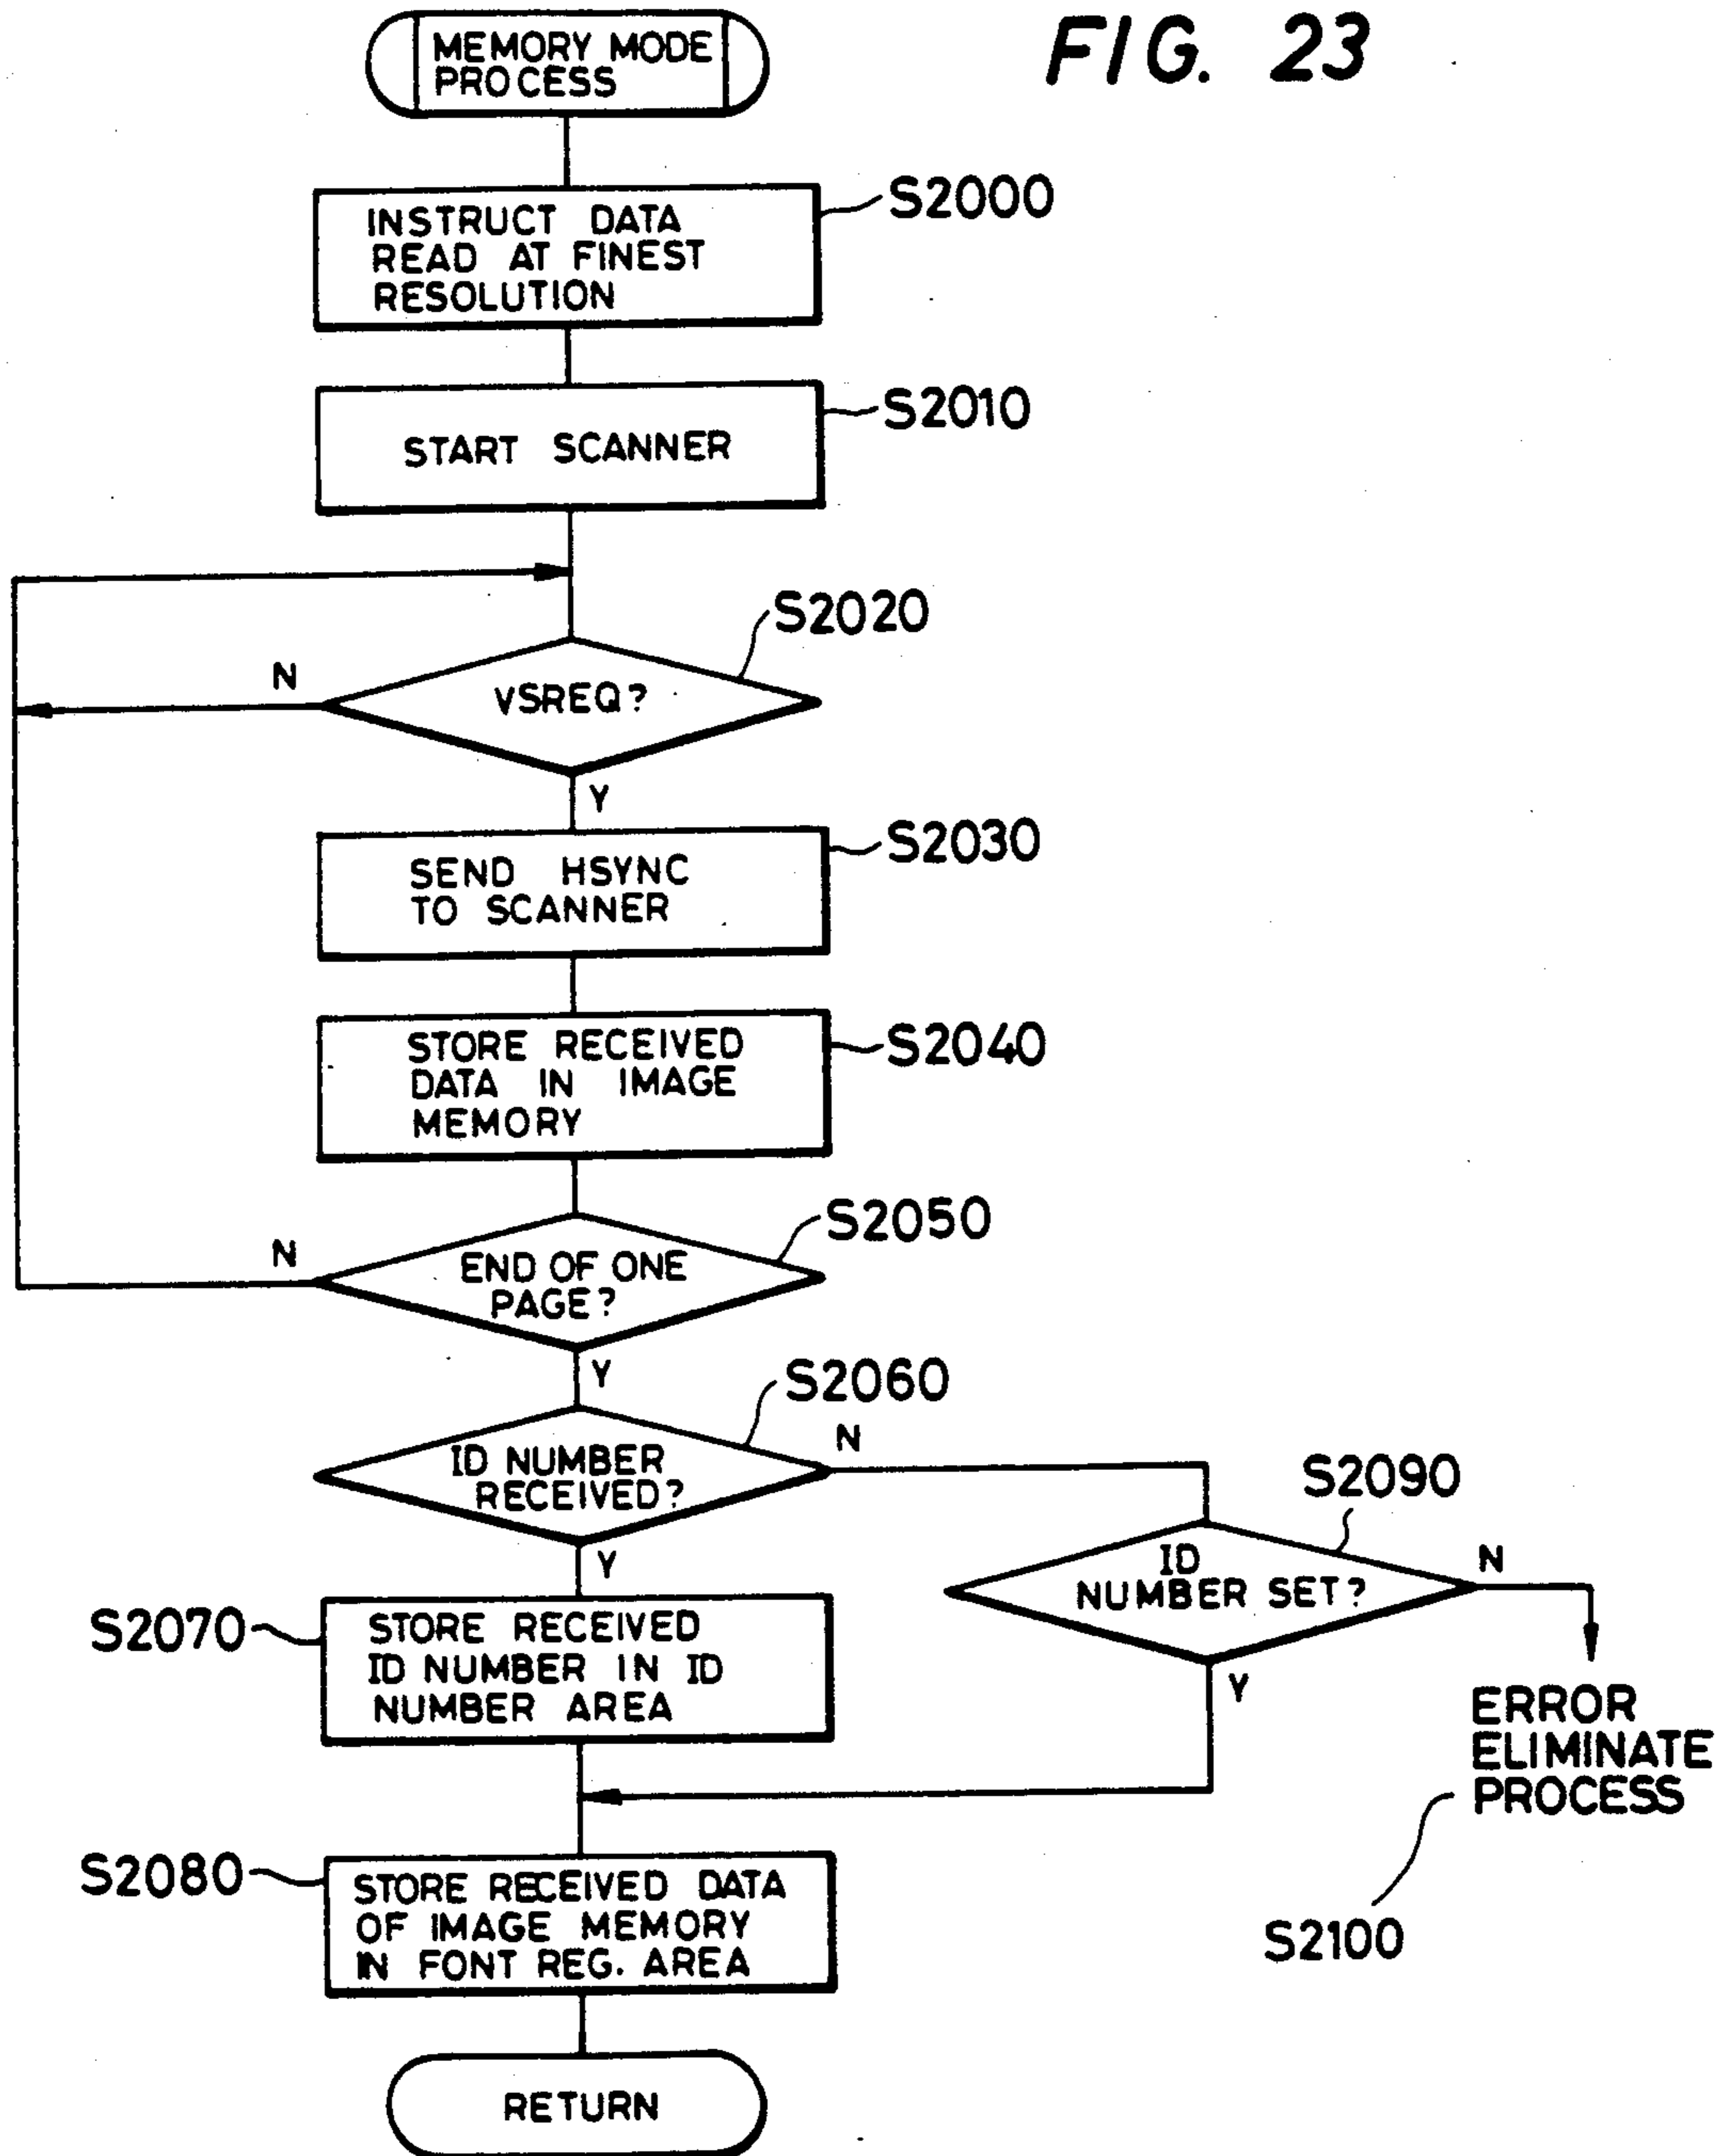 FIG. 23
MEMORY MODE
PROCESS
S2000
INSTRUCT DATA
READ AT FINEST
RESOLUTION
S2010
START SCANNER
S2020
N
VSREQ?
Y
S2030
SEND HSYNC
TO SCANNER
S2040
STORE RECEIVED
DATA IN IMAGE
MEMORY
S2050
N
END OF ONE
PAGE?
Y
S2060
N
ID NUMBER
RECEIVED?
Y
S2090
N
ID
NUMBER SET?
Y
S2070
STORE RECEIVED
ID NUMBER IN ID
NUMBER AREA
ERROR
ELIMINATE
PROCESS
S2100
S2080
STORE RECEIVED DATA
OF IMAGE MEMORY
IN FONT REG. AREA
RETURN